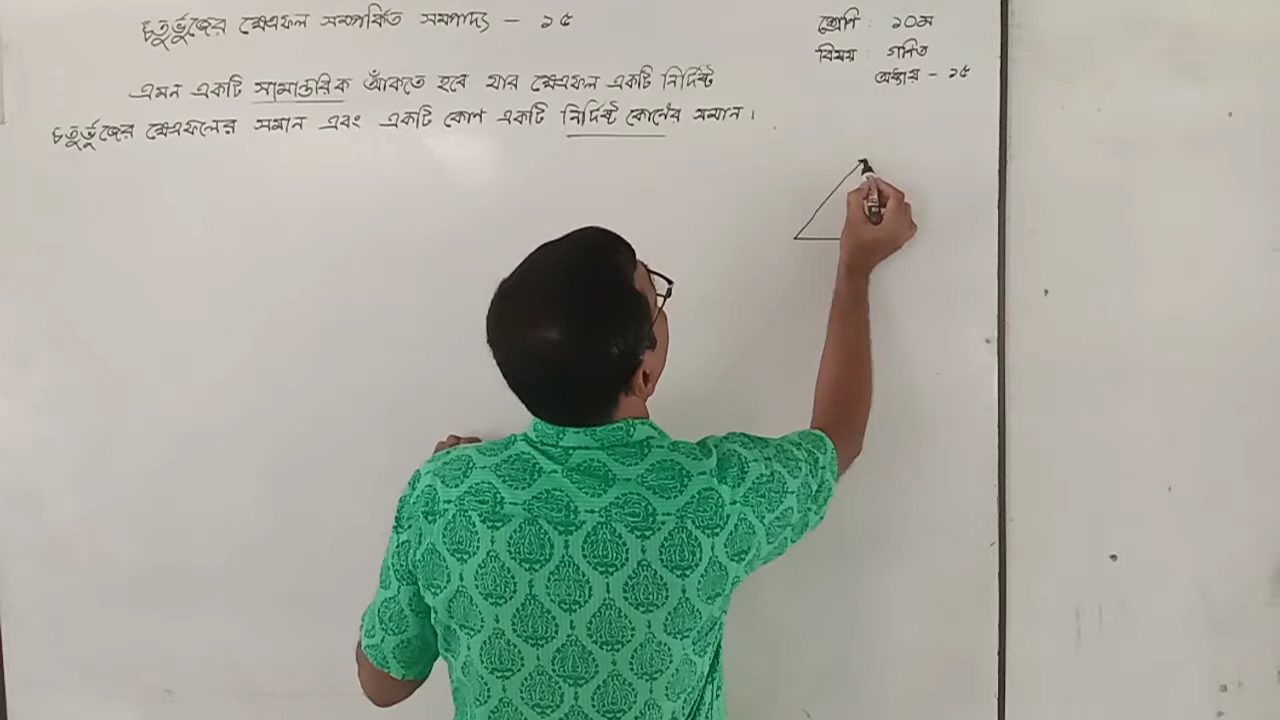 চতুর্ভুজের ক্ষেত্রফল সম্পর্কিত সম্পাদ্য - ১৫
শ্রেণি : ১০ম
বিষয় : গণিত
অধ্যায় - ১৫
এমন একটি সামান্তরিক আঁকতে হবে যার ক্ষেত্রফল একটি নির্দিষ্ট
চতুর্ভুজের ক্ষেত্রফলের সমান এবং একটি কোণ একটি নির্দিষ্ট কোণের সমান।